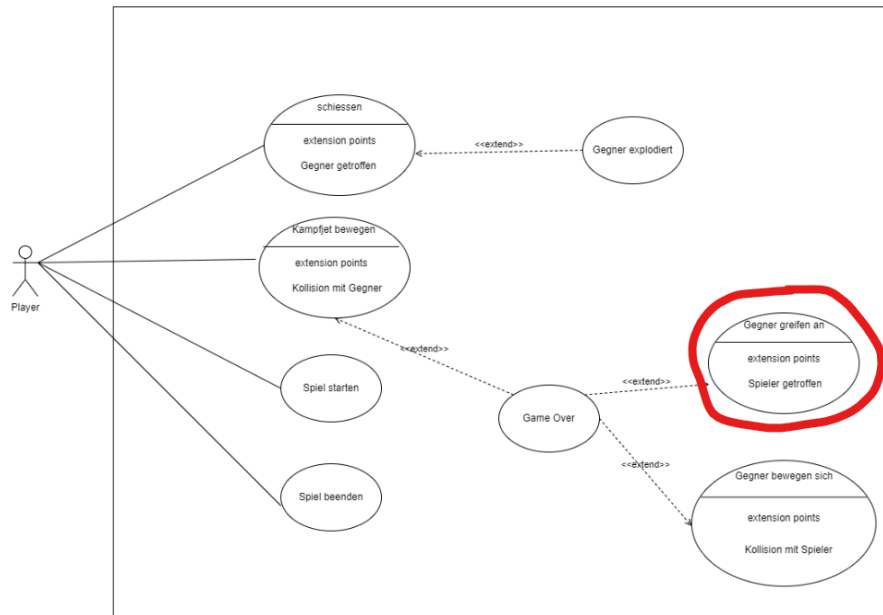 schiessen
extension points
Gegner getroffen
<<extend>>
Gegner explodiert
Kampfjet bewegen
extension points
Kollision mit Gegner
Player
<<extend>>
Gegner greifen an
extension points
Spieler getroffen
<<extend>>
Spiel starten
Game Over
<<extend>>
Gegner bewegen sich
extension points
Kollision mit Spieler
Spiel beenden